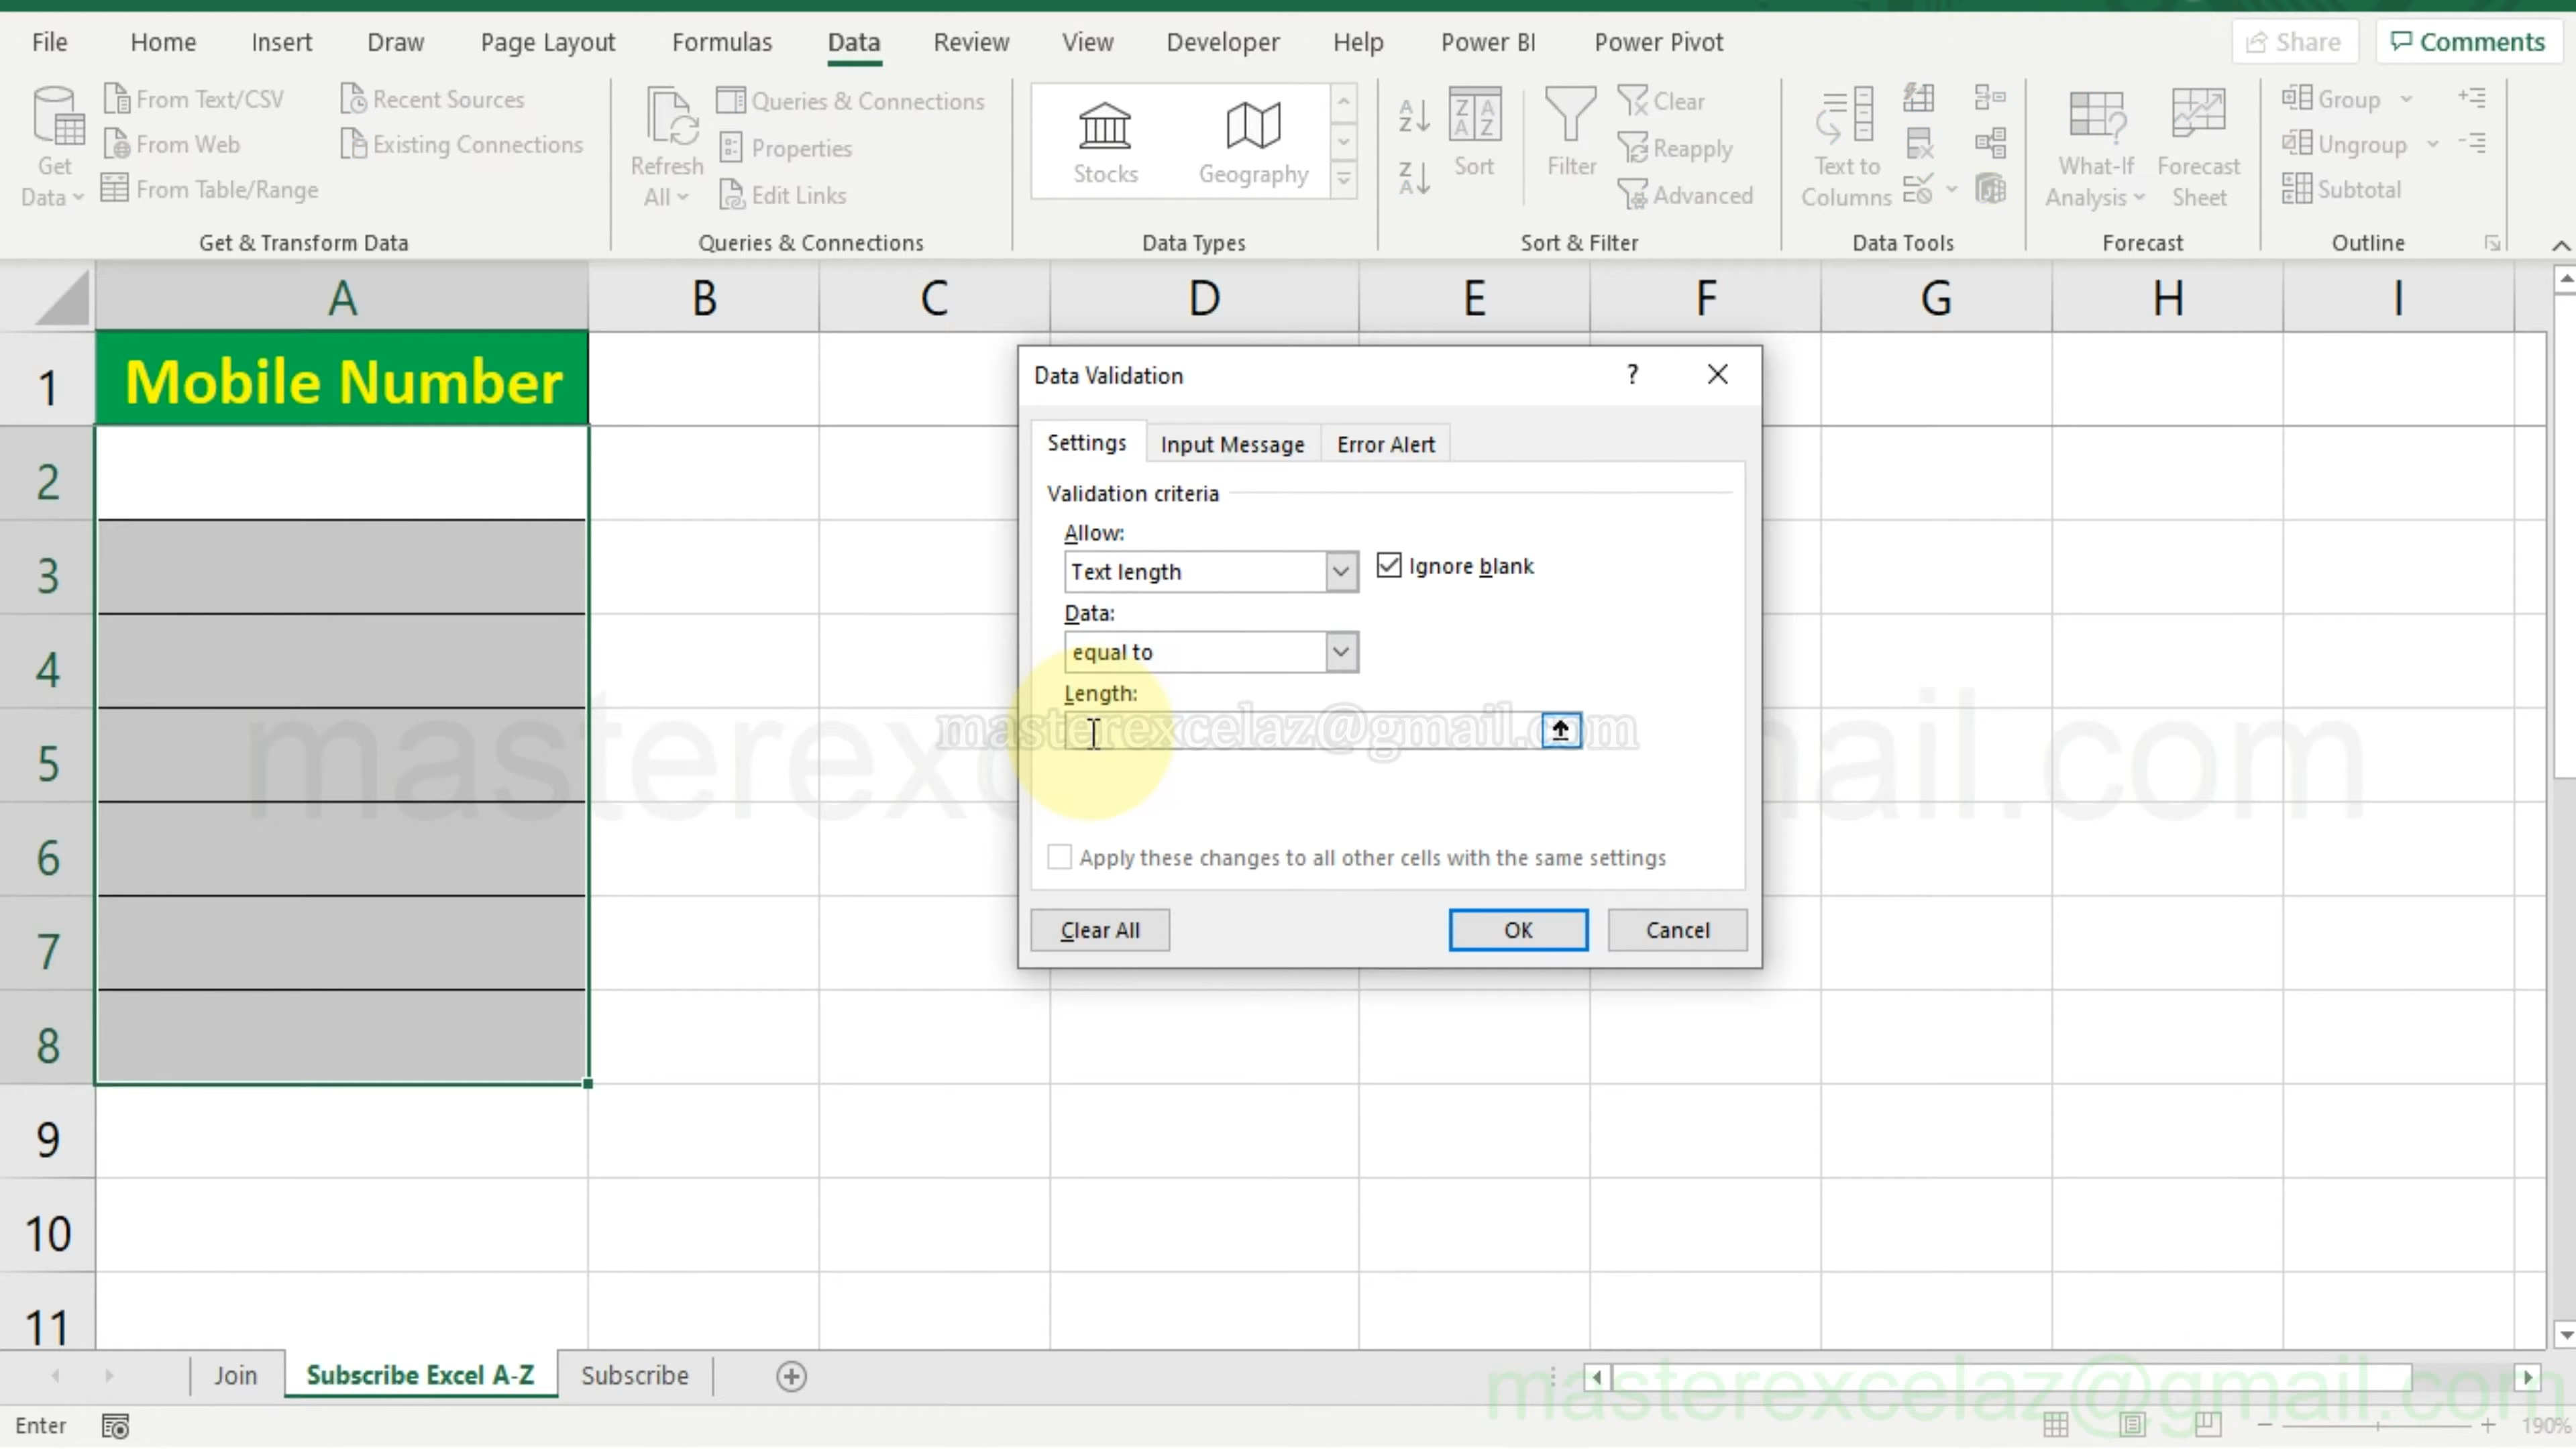 File Home Insert Draw Page Layout Formulas Data Review View Developer Help Power BI Power Pivot Share Comments
Get Data
From Text/CSV
From Web
From Table/Range
Recent Sources
Existing Connections
Get & Transform Data
Refresh All
Queries & Connections
Properties
Edit Links
Queries & Connections
Stocks
Geography
Data Types
Sort
Filter
Clear
Reapply
Advanced
Sort & Filter
Text to Columns
Data Tools
What-If Analysis
Forecast Sheet
Forecast
Group
Ungroup
Subtotal
Outline
A B C D E F G H I
1 Mobile Number
2
3
4
5
6
7
8
9
10
11
Data Validation ?
Settings Input Message Error Alert
Validation criteria
Allow:
Text length
Ignore blank
Data:
equal to
Length:
masterexcelaz@gmail.com
Apply these changes to all other cells with the same settings
Clear All OK Cancel
Join Subscribe Excel A-Z Subscribe
masterexcelaz@gmail.com
Enter 190%